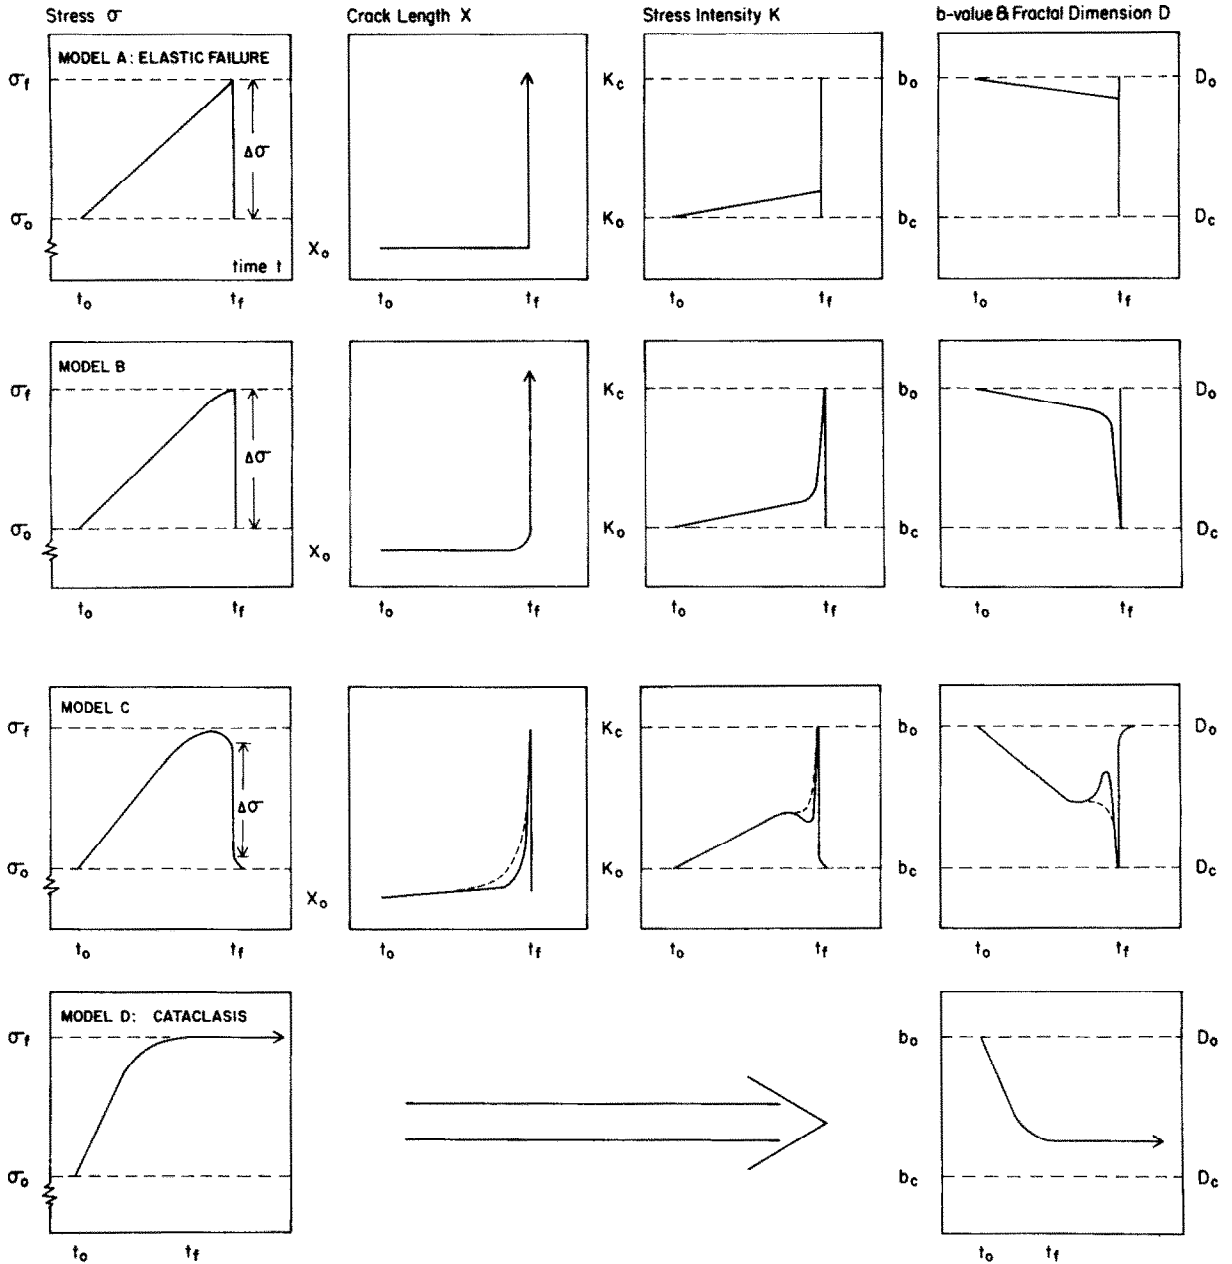 Stress σ
Crack Length X
Stress Intensity K
b-value & Fractal Dimension D
MODEL A: ELASTIC FAILURE
σf
Δσ
σo
time t
to
tf
Xo
to
tf
Kc
Ko
to
tf
bo
Do
bc
Dc
to
tf
MODEL B
σf
Δσ
σo
to
tf
Xo
to
tf
Kc
Ko
to
tf
bo
Do
bc
Dc
to
tf
MODEL C
σf
Δσ
σo
to
tf
Xo
to
tf
Kc
Ko
to
tf
bo
Do
bc
Dc
to
tf
MODEL D: CATACLASIS
σf
σo
to
tf
bo
Do
bc
Dc
to
tf